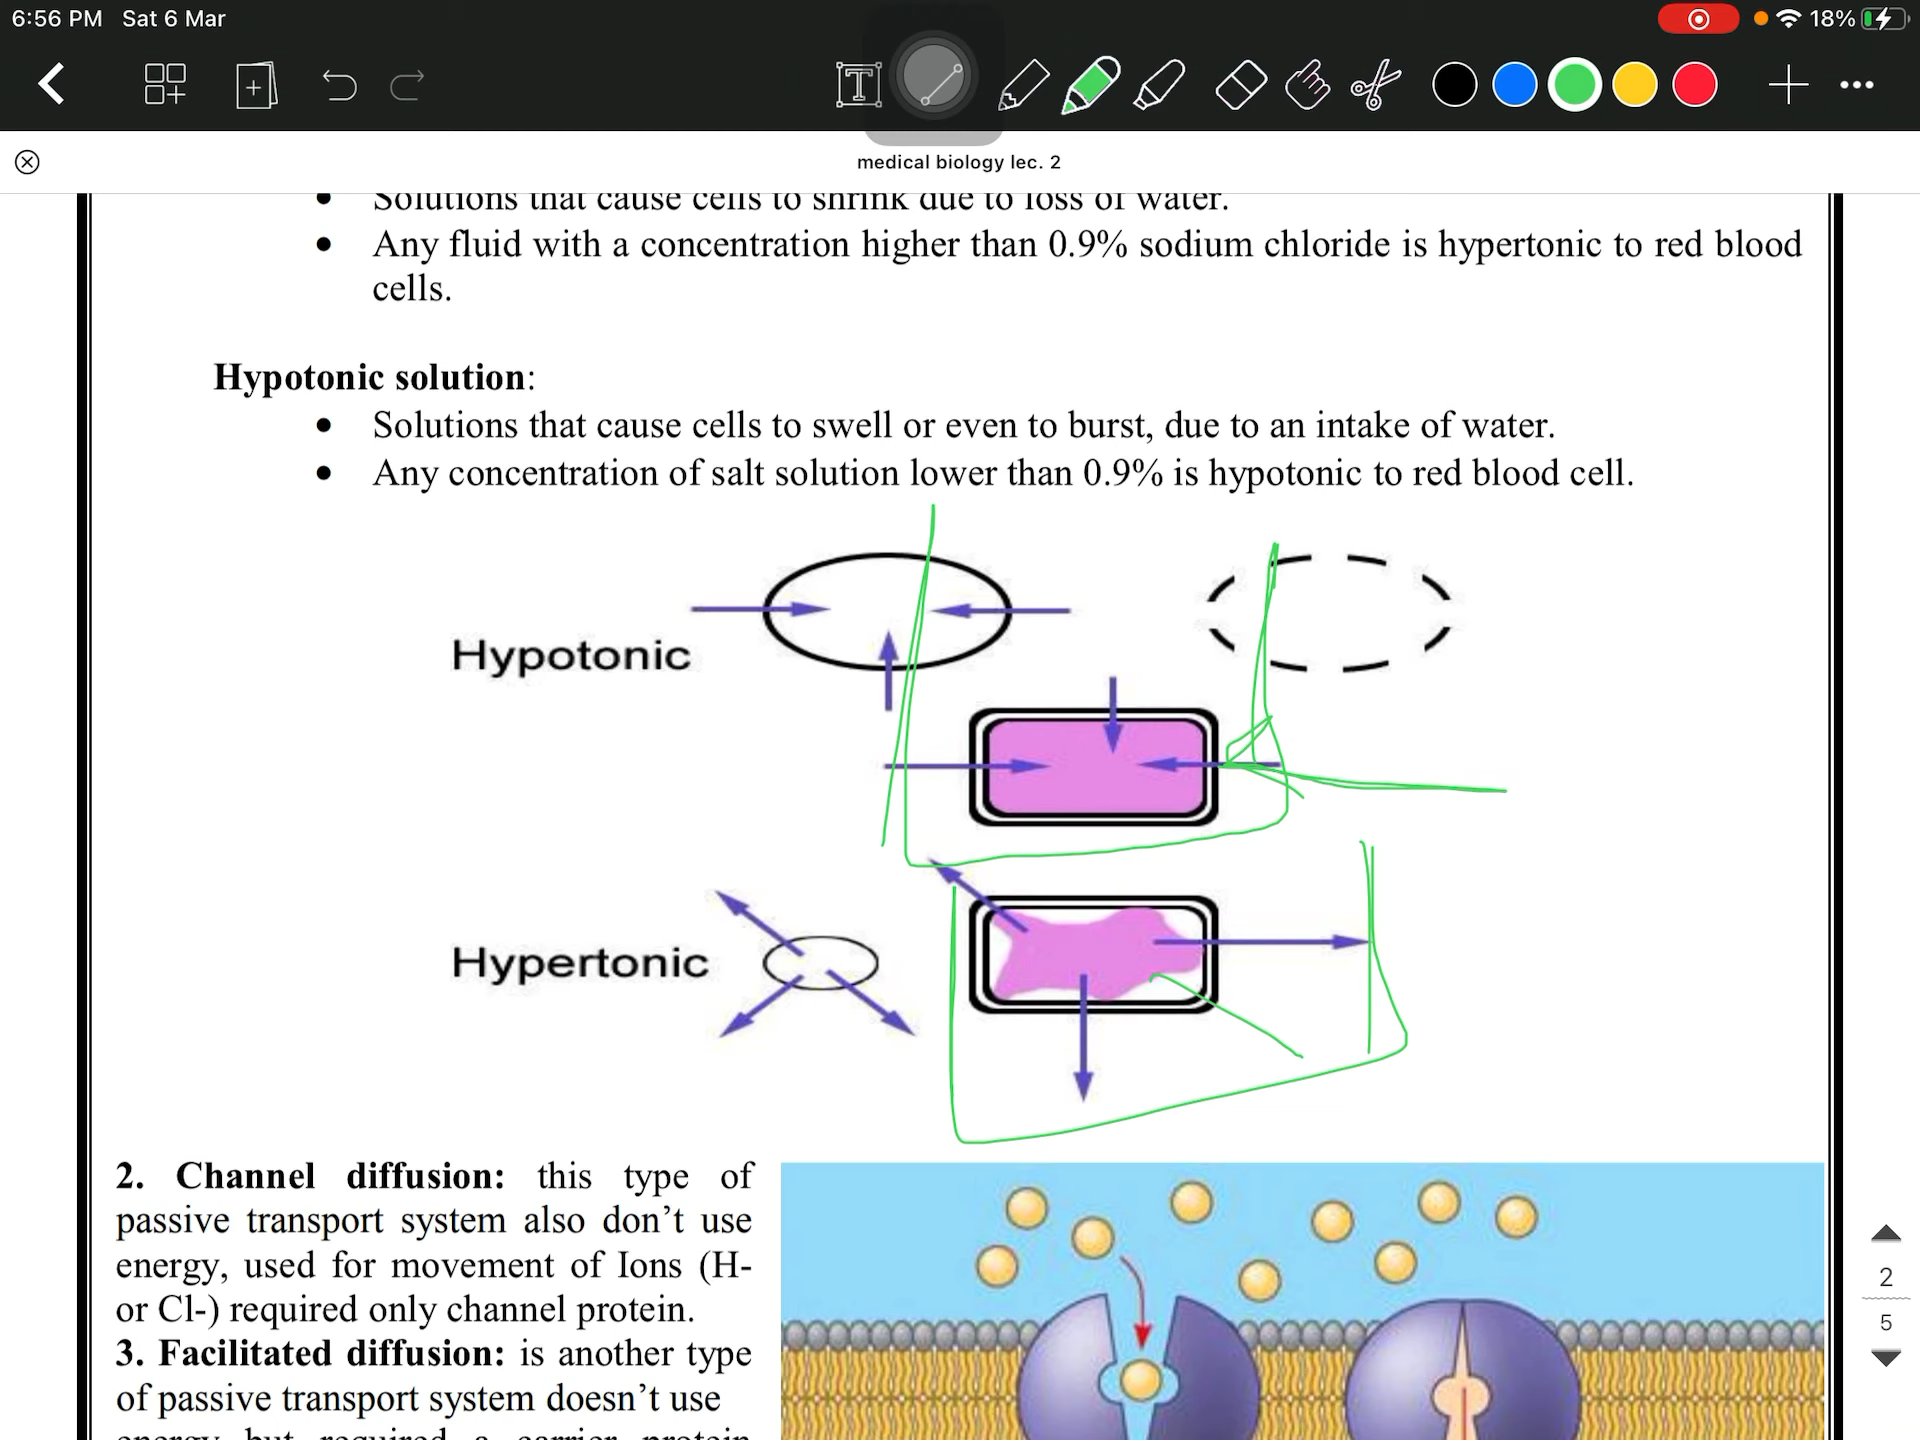 6:56 PM Sat 6 Mar
18%
T
medical biology lec. 2
• Solutions that cause cells to shrink due to loss of water.
• Any fluid with a concentration higher than 0.9% sodium chloride is hypertonic to red blood
cells.
Hypotonic solution:
• Solutions that cause cells to swell or even to burst, due to an intake of water.
• Any concentration of salt solution lower than 0.9% is hypotonic to red blood cell.
Hypotonic
Hypertonic
2. Channel diffusion: this type of
passive transport system also don’t use
energy, used for movement of Ions (H-
or Cl-) required only channel protein.
3. Facilitated diffusion: is another type
of passive transport system doesn’t use
energy but required a carrier protein
2
5